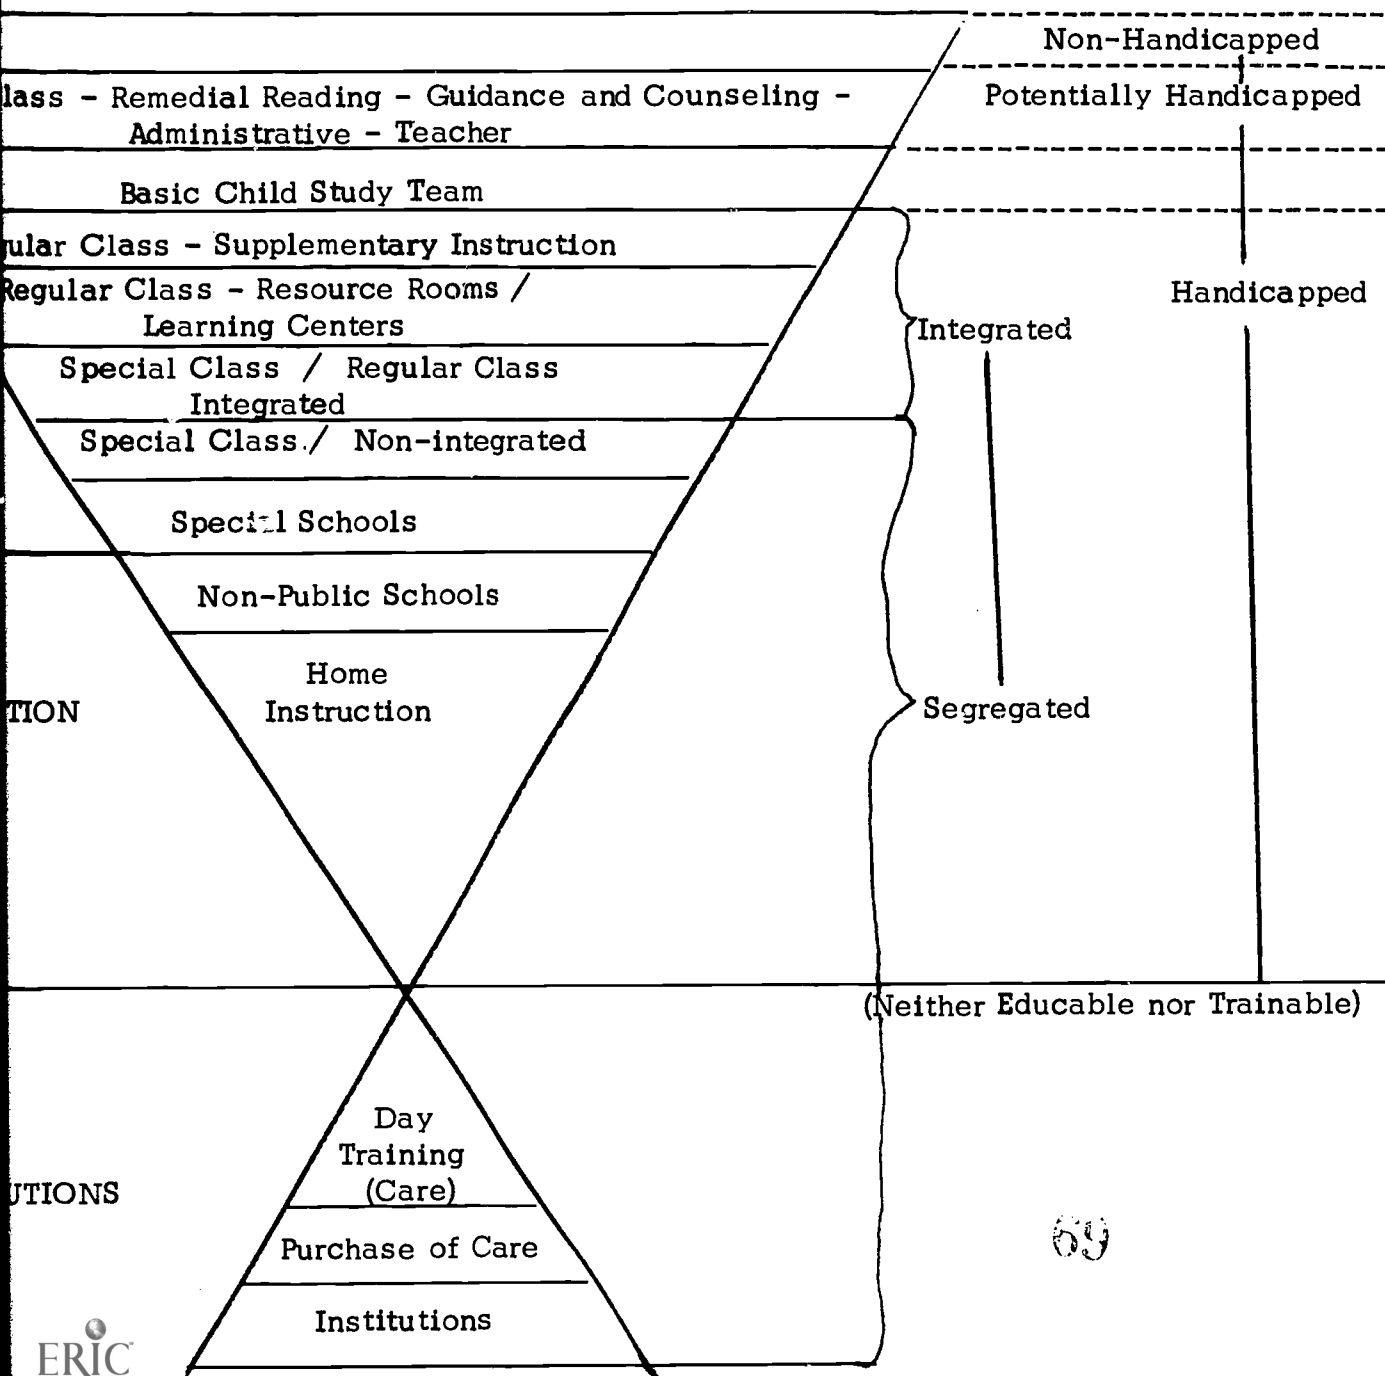 Non-Handicapped
lass - Remedial Reading - Guidance and Counseling -
Administrative - Teacher
Potentially Handicapped
Basic Child Study Team
ular Class - Supplementary Instruction
Regular Class - Resource Rooms /
Learning Centers
Handicapped
Integrated
Special Class / Regular Class
Integrated
Special Class / Non-integrated
Special Schools
Non-Public Schools
Home
Instruction
TION
Segregated
(Neither Educable nor Trainable)
Day
Training
(Care)
UTIONS
Purchase of Care
69
Institutions
ERIC